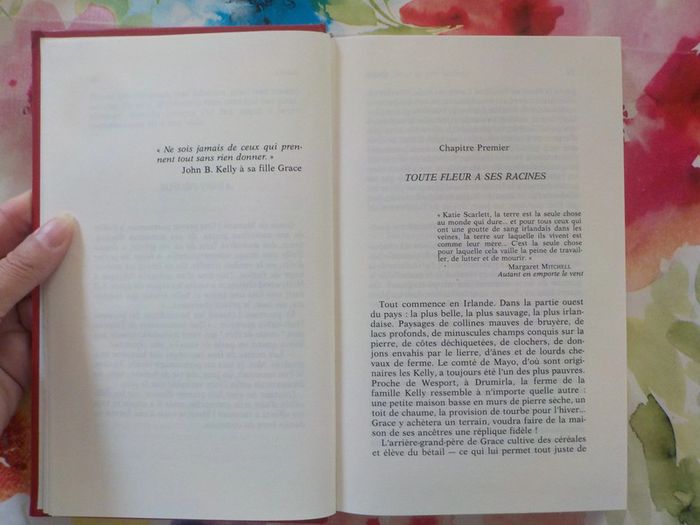 « Ne sois jamais de ceux qui pren-
nent tout sans rien donner. »
John B. Kelly à sa fille Grace
Chapitre Premier
TOUTE FLEUR A SES RACINES
« Katie Scarlett, la terre est la seule chose
au monde qui dure... et pour tous ceux qui
ont une goutte de sang irlandais dans les
veines, la terre sur laquelle ils vivent est
comme leur mère... C'est la seule chose
pour laquelle cela vaille la peine de travail-
ler, de lutter et de mourir. »
Margaret MITCHELL
Autant en emporte le vent
Tout commence en Irlande. Dans la partie ouest
du pays : la plus belle, la plus sauvage, la plus irlan-
daise. Paysages de collines mauves de bruyère, de
lacs profonds, de minuscules champs conquis sur la
pierre, de côtes déchiquetées, de clochers, de don-
jons envahis par le lierre, d'ânes et de lourds che-
vaux de ferme. Le comté de Mayo, d'où sont origi-
naires les Kelly, a toujours été l'un des plus pauvres.
Proche de Wesport, à Drumirla, la ferme de la
famille Kelly ressemble à n'importe quelle autre :
une petite maison basse en murs de pierre sèche, un
toit de chaume, la provision de tourbe pour l'hiver...
Grace y achètera un terrain, voudra faire de la mai-
son de ses ancêtres une réplique fidèle !
L'arrière-grand-père de Grace cultive des céréales
et élève du bétail — ce qui lui permet tout juste de